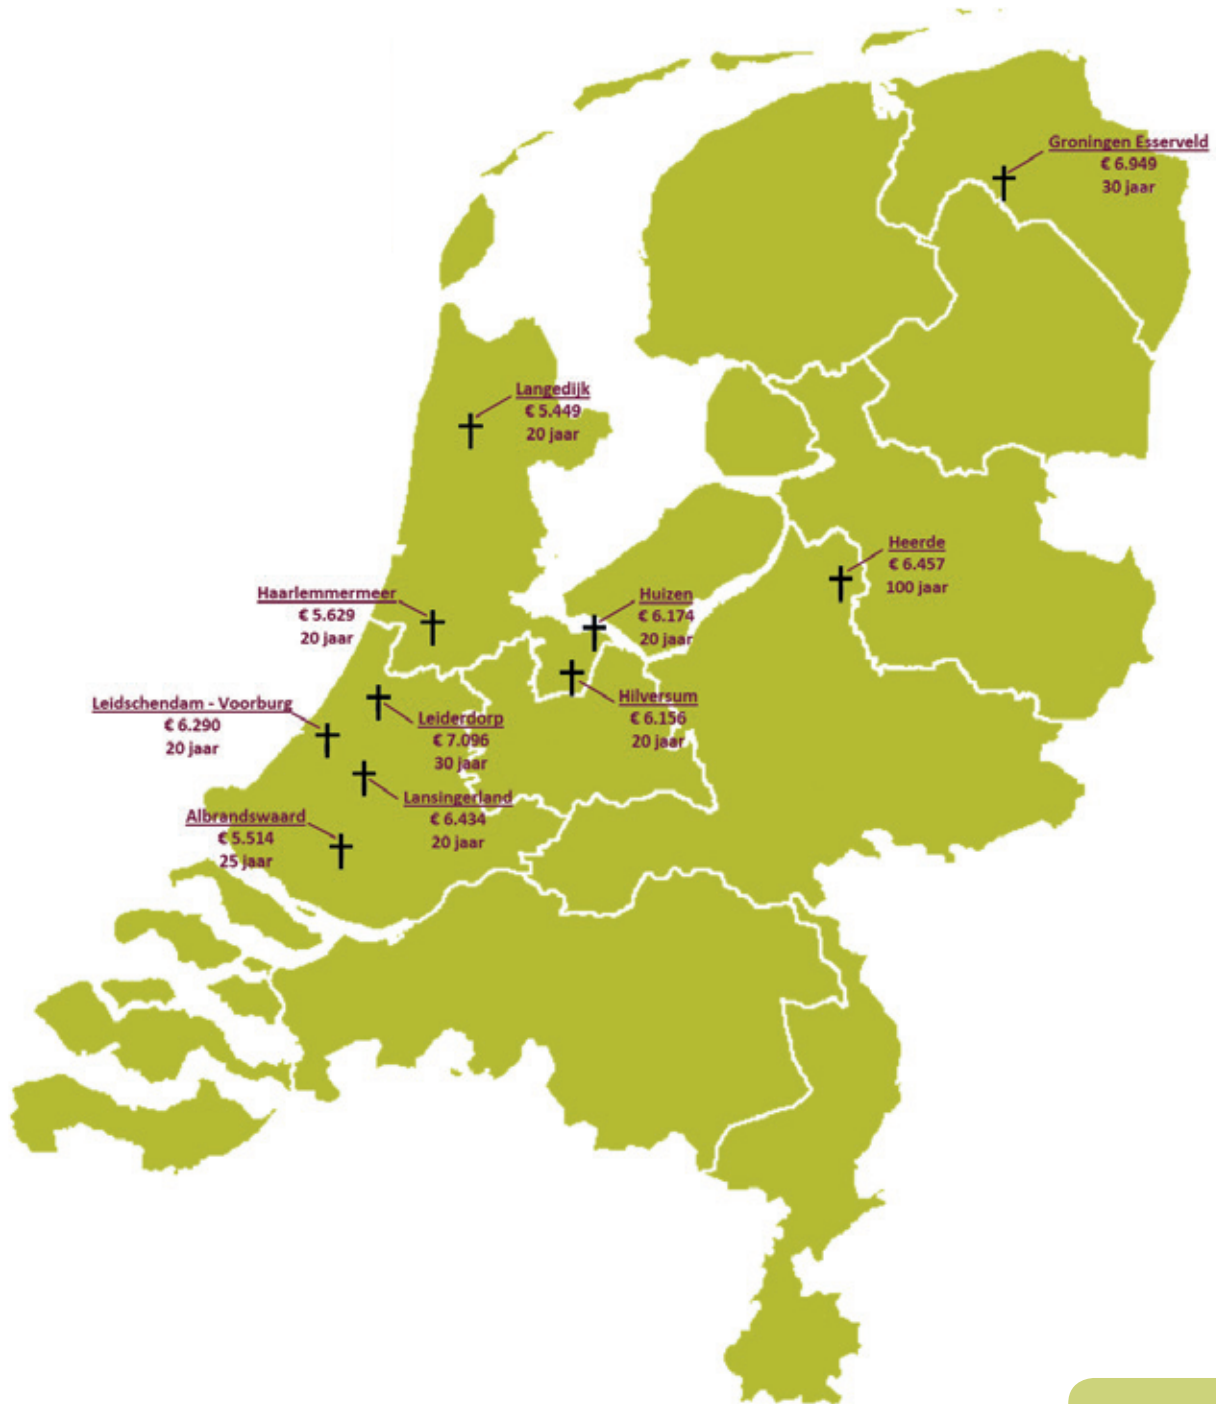 Groningen Esserveld
€ 6.949
30 jaar
Langedijk
€ 5.449
20 jaar
Heerde
€ 6.457
100 jaar
Haarlemmermeer
€ 5.629
20 jaar
Huizen
€ 6.174
20 jaar
Hilversum
€ 6.156
20 jaar
Leidschendam - Voorburg
€ 6.290
20 jaar
Leiderdorp
€ 7.096
30 jaar
Lansingerland
€ 6.434
20 jaar
Albrandswaard
€ 5.514
25 jaar